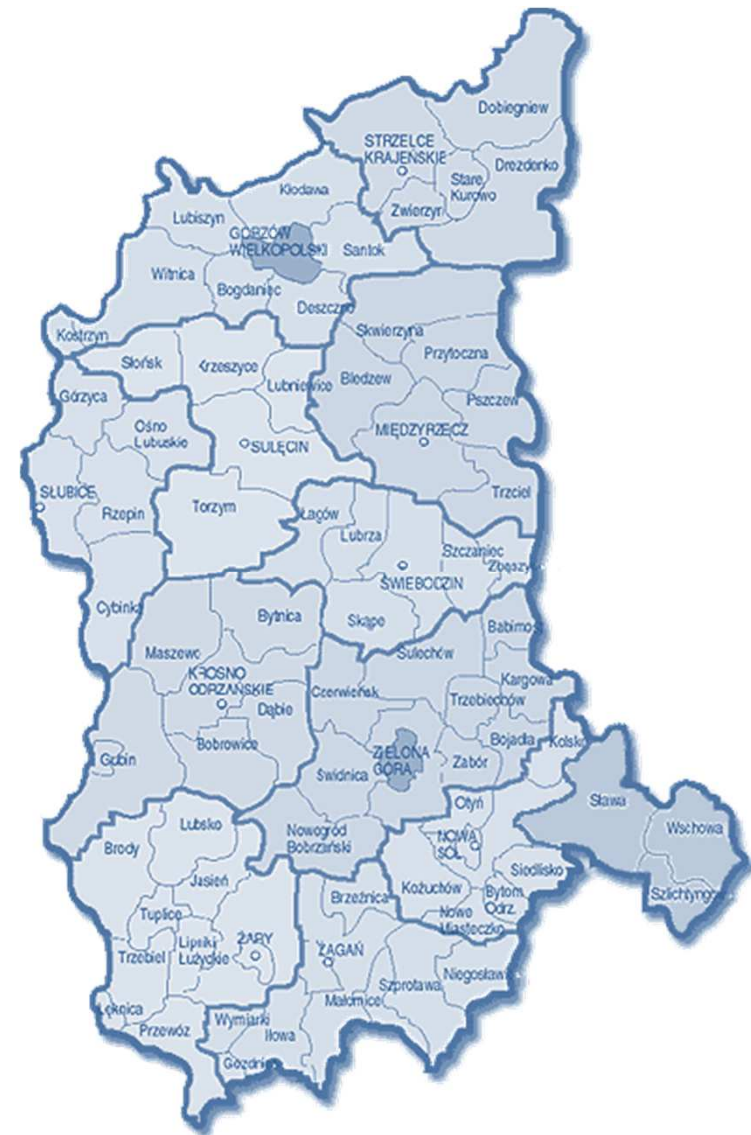 Dobiegniew
STRZELCE
KRAJEŃSKIE
Drezdenko
Stare
Kurowo
Kłodawa
Zwierzyn
Lubiszyn
GORZÓW
WIELKOPOLSKI
Santok
Witnica
Bogdaniec
Deszczno
Kostrzyn
Skwierzyna
Przytoczna
Słońsk
Krzeszyce
Bledzew
Lubniewice
Górzyca
Pszczew
Ośno
Lubuskie
MIĘDZYRZECZ
SULĘCIN
SŁUBICE
Rzepin
Torzym
Trzciel
Łagów
Lubrza
Szczaniec
ŚWIEBODZIN
Cybinka
Bytnica
Skąpe
Babimost
Maszewo
Sulechów
KROSNO
ODRZAŃSKIE
Czerwieńsk
Kargowa
Trzebiechów
Dąbie
Bobrowice
Bojadła
Kolsko
Gubin
ZIELONA
GÓRA
Zabór
Świdnica
Otyń
Sława
Lubsko
Nowogród
Bobrzański
NOWA
SÓL
Wschowa
Brody
Siedlisko
Jasień
Brzeźnica
Kożuchów
Bytom
Odrz.
Szlichtyngow
Tuplice
Nowe
Miasteczko
Trzebiel
Lipniki
Łużyckie
ŻARY
ŻAGAŃ
Niegosław
Szprotawa
Łęknica
Małomice
Przewóz
Wymiarki
Iłowa
Gozdnica